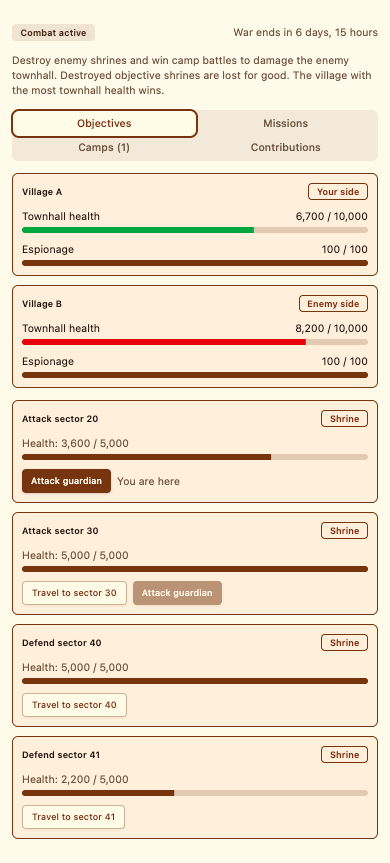 Combat active
War ends in 6 days, 15 hours
Destroy enemy shrines and win camp battles to damage the enemy
townhall. Destroyed objective shrines are lost for good. The village with
the most townhall health wins.
Objectives
Missions
Camps (1)
Contributions
Village A
Your side
Townhall health
6,700 / 10,000
Espionage
100 / 100
Village B
Enemy side
Townhall health
8,200 / 10,000
Espionage
100 / 100
Attack sector 20
Shrine
Health: 3,600 / 5,000
Attack guardian
You are here
Attack sector 30
Shrine
Health: 5,000 / 5,000
Travel to sector 30
Attack guardian
Defend sector 40
Shrine
Health: 5,000 / 5,000
Travel to sector 40
Defend sector 41
Shrine
Health: 2,200 / 5,000
Travel to sector 41